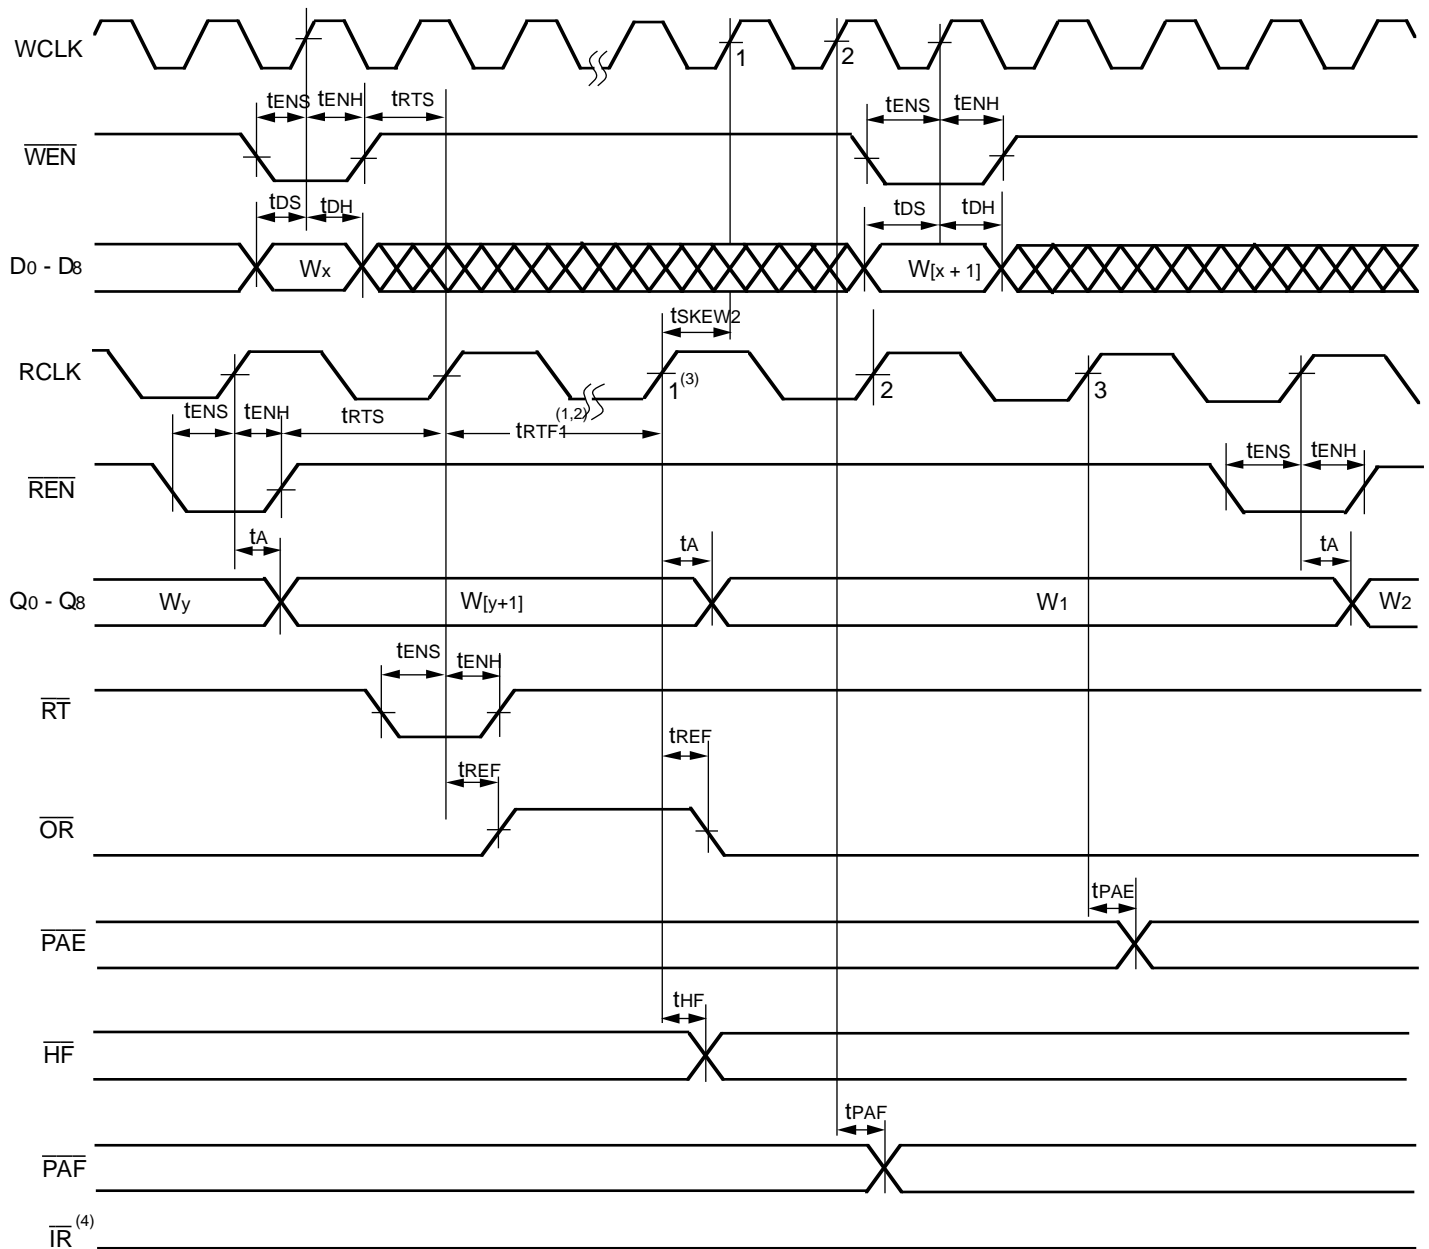 WCLK
1
2
tENS
tENH
tRTS
tENS
tENH
WEN
tDS
tDH
tDS
tDH
D0 - D8
Wx
W[x + 1]
tSKEW2
RCLK
1(3)
2
3
tENS
tENH
tRTS
tRTF1(1,2)
REN
tENS
tENH
tA
tA
tA
Q0 - Q8
Wy
W[y+1]
W1
W2
tENS
tENH
RT
tREF
tREF
OR
tPAE
PAE
tHF
HF
tPAF
PAF
IR(4)